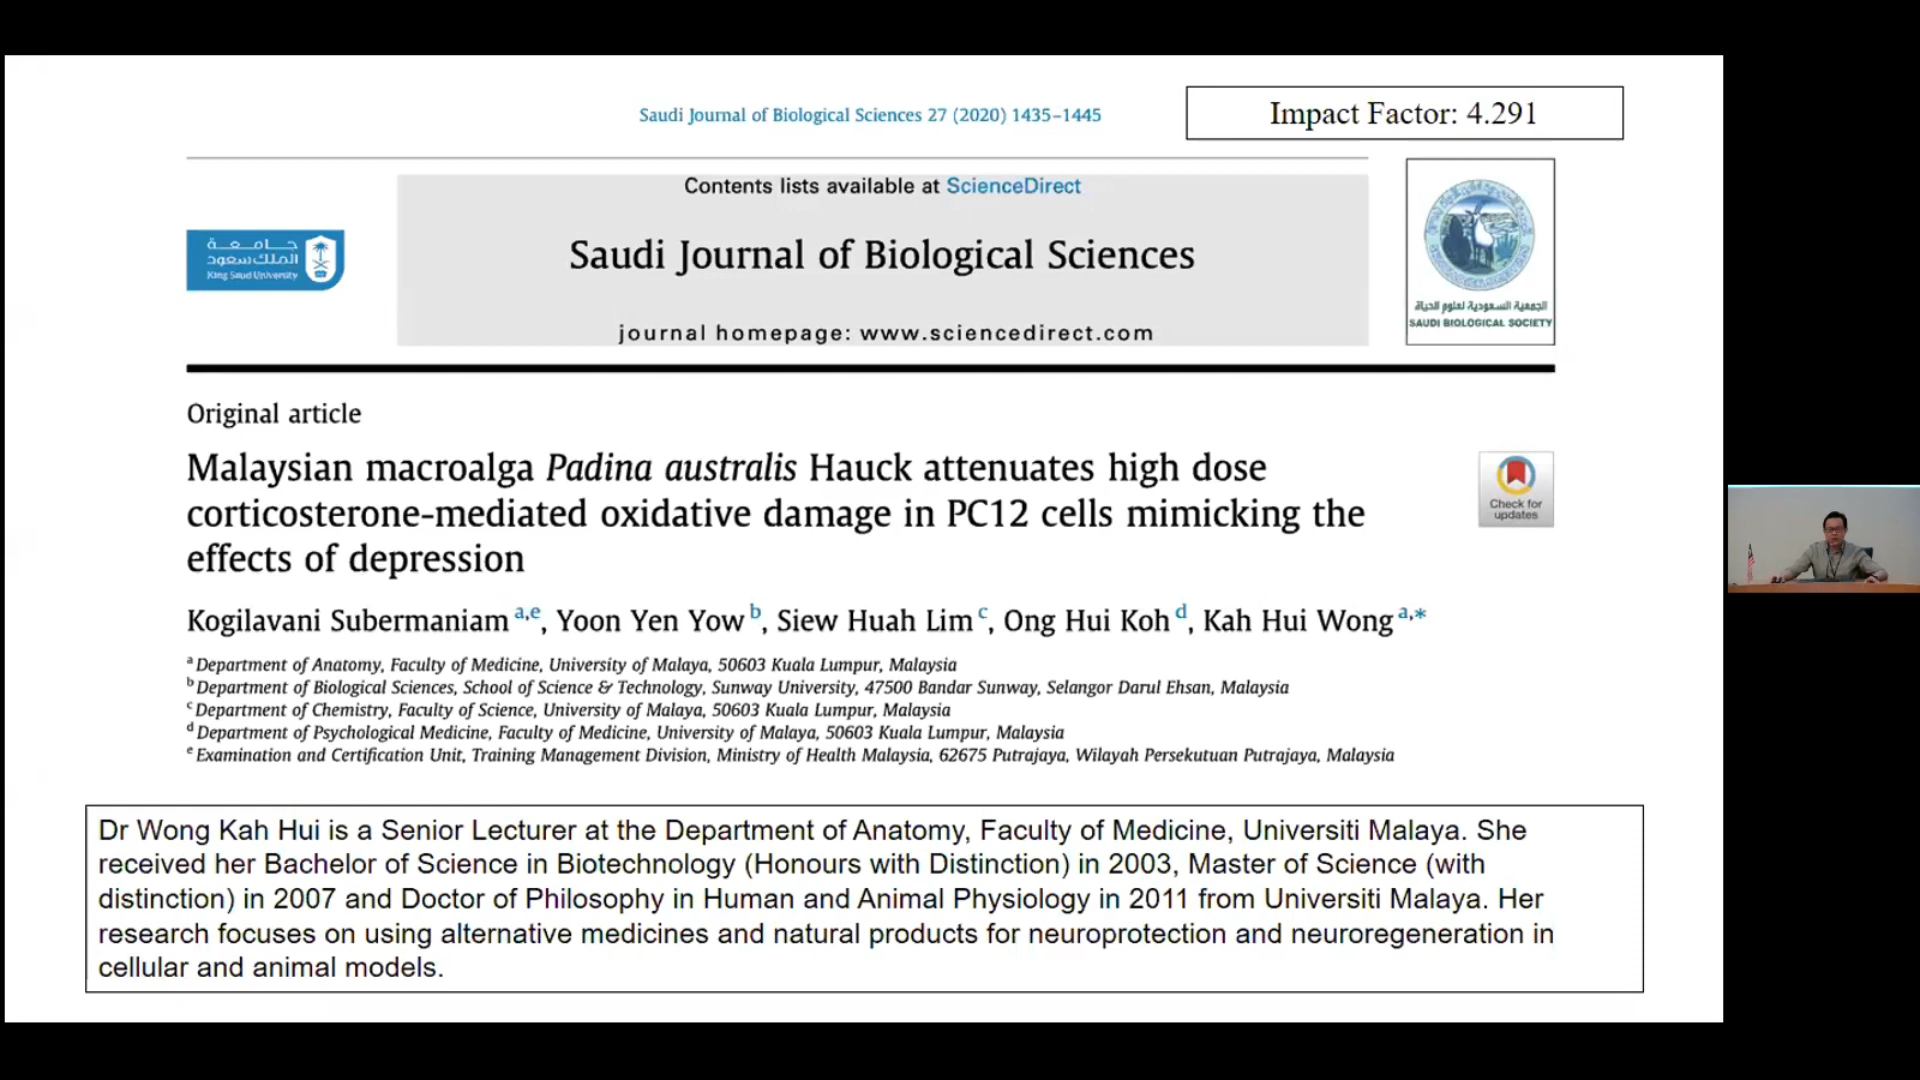 Saudi Journal of Biological Sciences 27 (2020) 1435–1445
Impact Factor: 4.291
Contents lists available at ScienceDirect
Saudi Journal of Biological Sciences
journal homepage: www.sciencedirect.com
جامعة
الملك سعود
King Saud University
الجمعية السعودية لعلوم الحياة
SAUDI BIOLOGICAL SOCIETY
Original article
Malaysian macroalga Padina australis Hauck attenuates high dose
corticosterone-mediated oxidative damage in PC12 cells mimicking the
effects of depression
Check for
updates
Kogilavani Subermaniam a,e, Yoon Yen Yow b, Siew Huah Lim c, Ong Hui Koh d, Kah Hui Wong a,*
a Department of Anatomy, Faculty of Medicine, University of Malaya, 50603 Kuala Lumpur, Malaysia
b Department of Biological Sciences, School of Science & Technology, Sunway University, 47500 Bandar Sunway, Selangor Darul Ehsan, Malaysia
c Department of Chemistry, Faculty of Science, University of Malaya, 50603 Kuala Lumpur, Malaysia
d Department of Psychological Medicine, Faculty of Medicine, University of Malaya, 50603 Kuala Lumpur, Malaysia
e Examination and Certification Unit, Training Management Division, Ministry of Health Malaysia, 62675 Putrajaya, Wilayah Persekutuan Putrajaya, Malaysia
Dr Wong Kah Hui is a Senior Lecturer at the Department of Anatomy, Faculty of Medicine, Universiti Malaya. She
received her Bachelor of Science in Biotechnology (Honours with Distinction) in 2003, Master of Science (with
distinction) in 2007 and Doctor of Philosophy in Human and Animal Physiology in 2011 from Universiti Malaya. Her
research focuses on using alternative medicines and natural products for neuroprotection and neuroregeneration in
cellular and animal models.